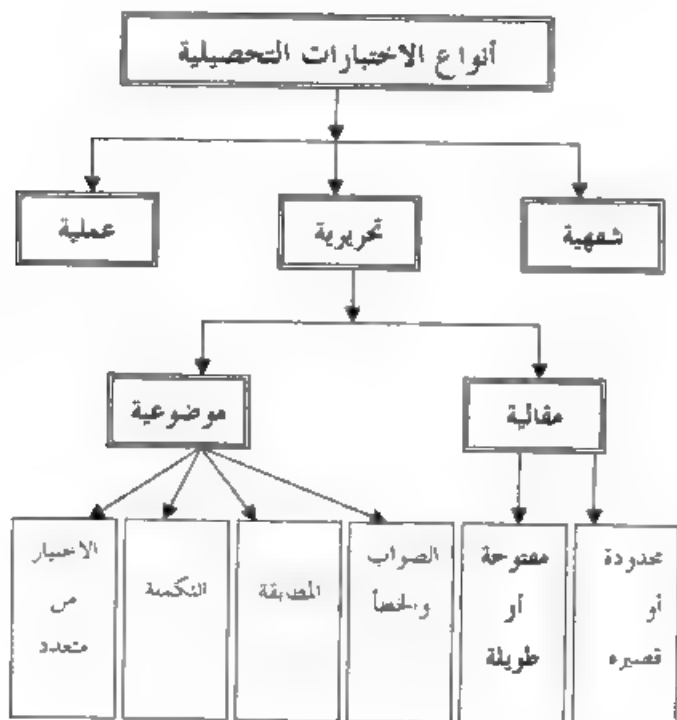 أنواع الاختبارات التحصيلية
شفهية
تحريرية
عملية
مقالية
موضوعية
محدودة
أو
قصيره
مفتوحة
أو
طويلة
الصواب
والخطأ
المطابقة
التكملة
الاختيار
من
متعدد